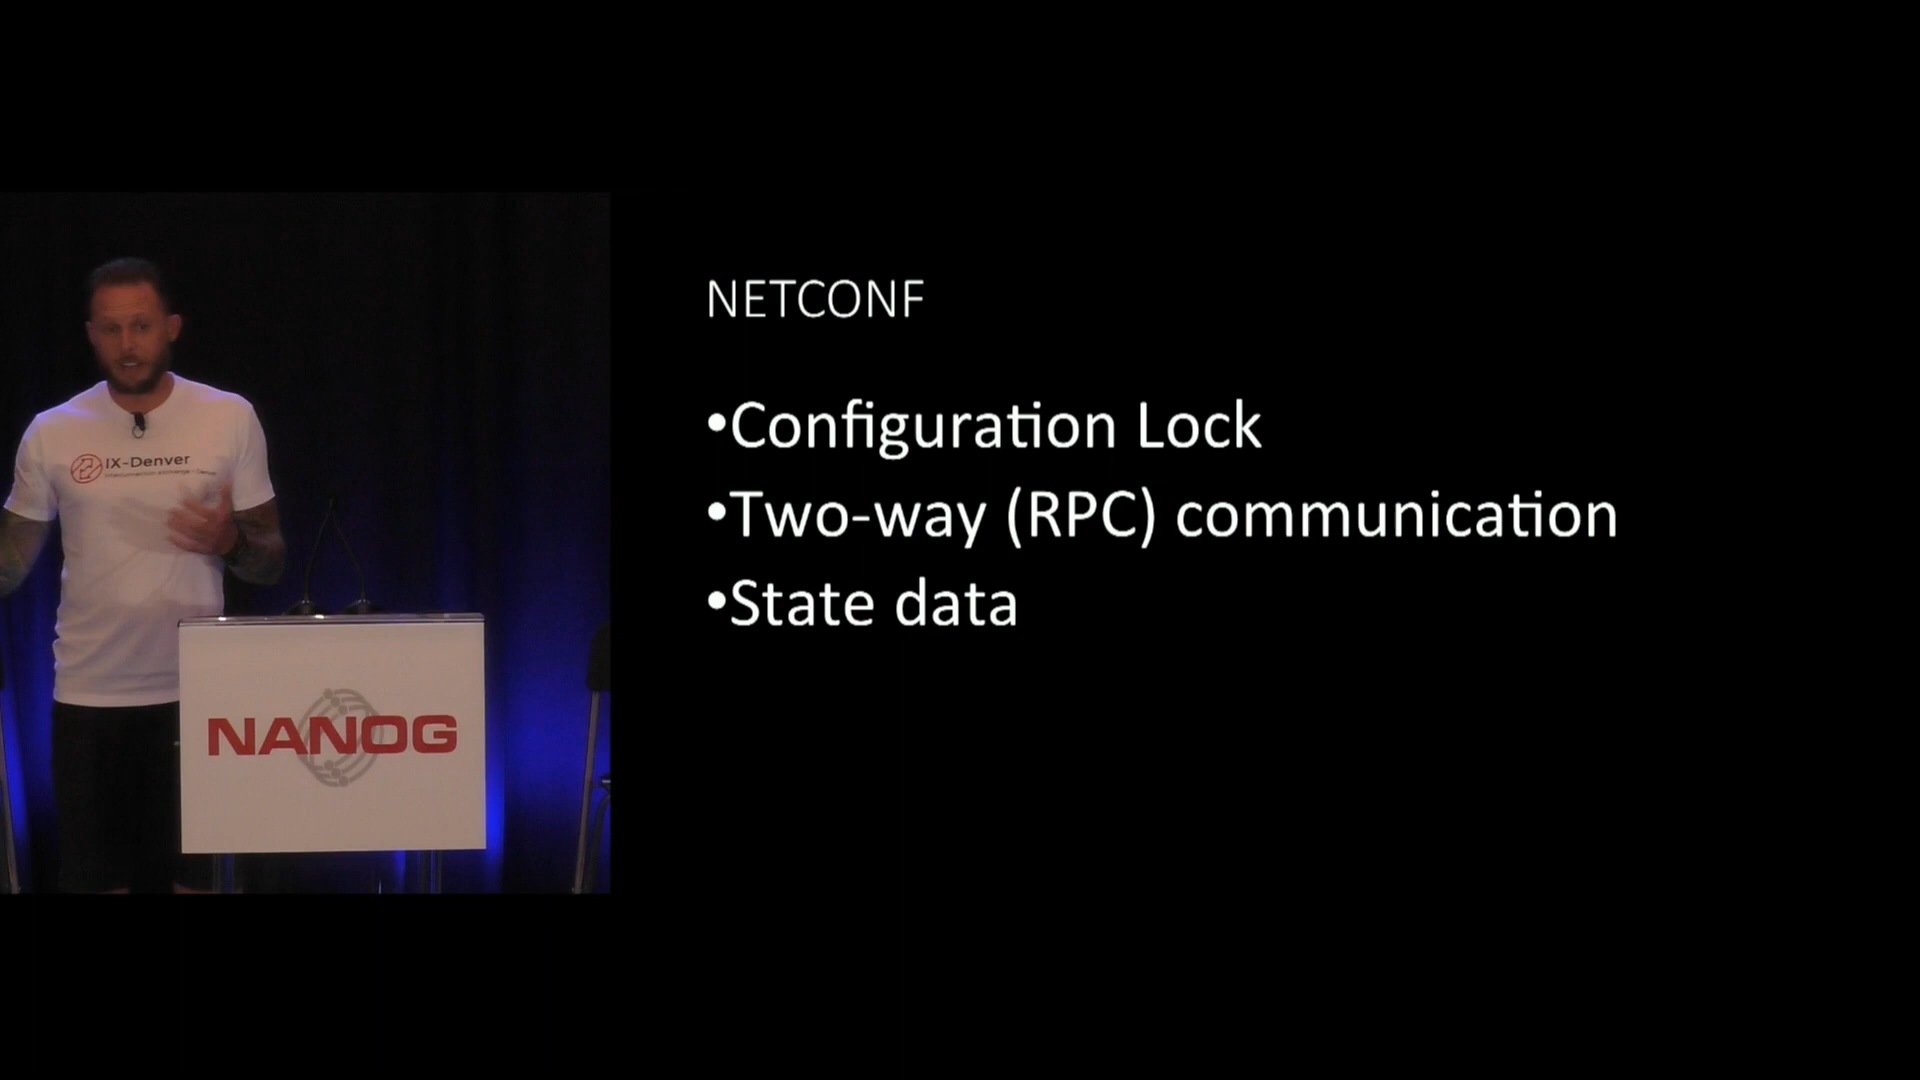 NETCONF
•Configuration Lock
•Two-way (RPC) communication
•State data
IX-Denver
NANOG